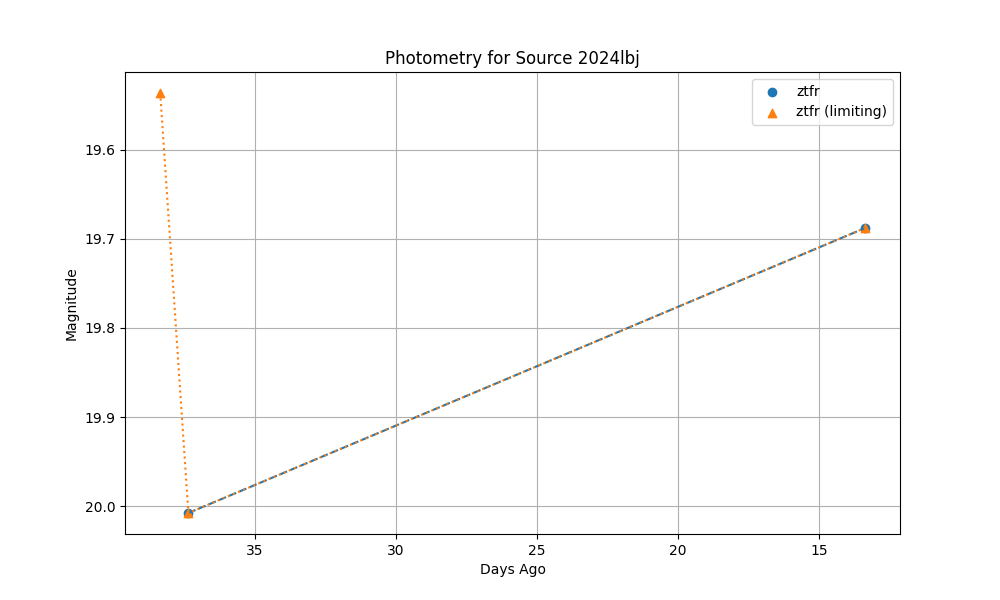 Photometry for Source 2024lbj
ztfr
ztfr (limiting)
Magnitude
19.6
19.7
19.8
19.9
20.0
35
30
25
20
15
Days Ago